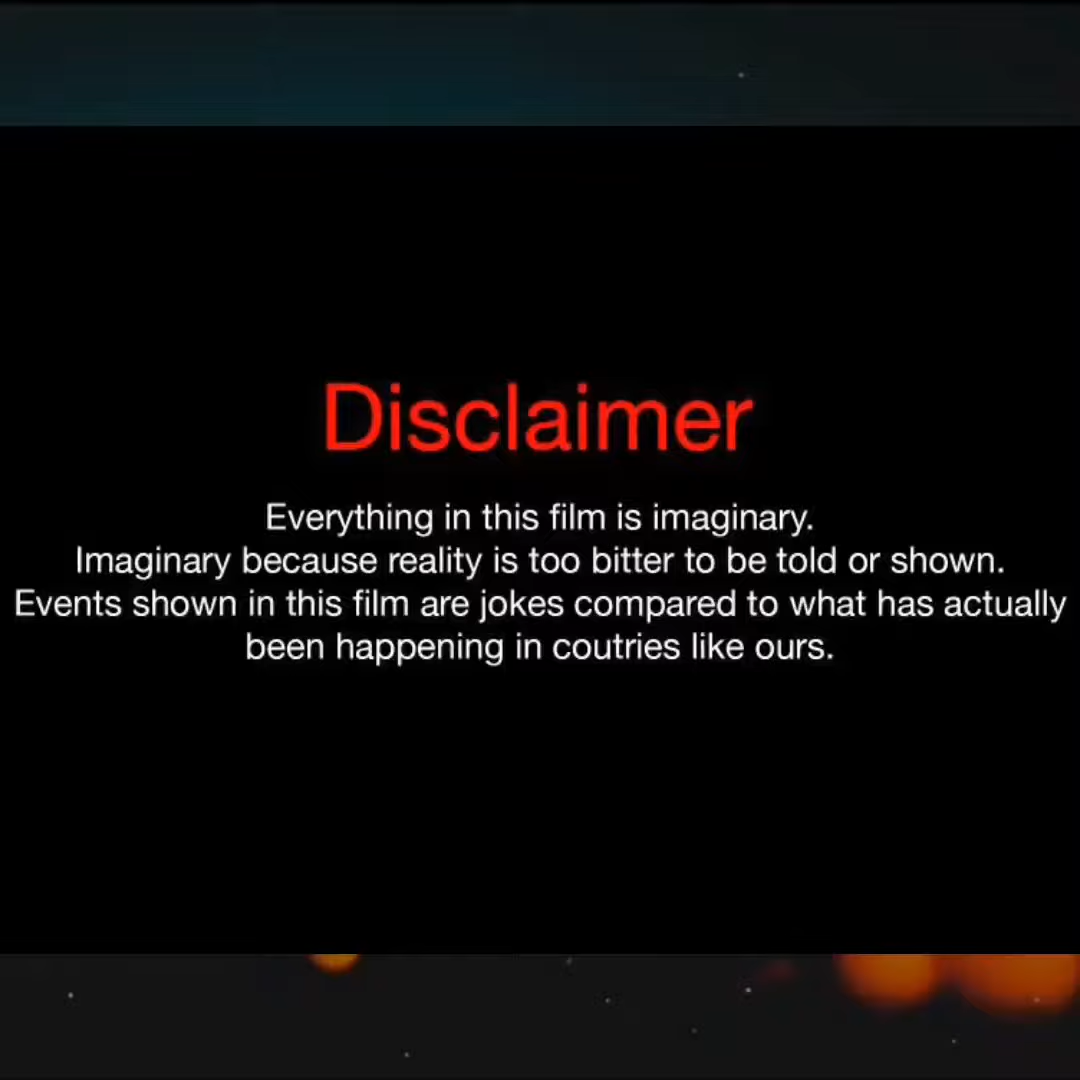 Disclaimer
Everything in this film is imaginary.
Imaginary because reality is too bitter to be told or shown.
Events shown in this film are jokes compared to what has actually
been happening in coutries like ours.